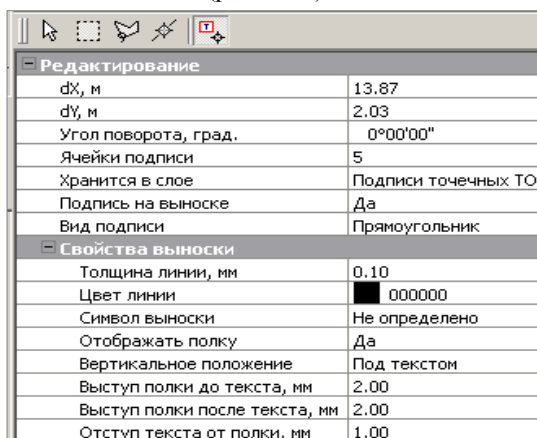 T
Редактирование
dX, м 13.87
dY, м 2.03
Угол поворота, град. 0°00'00"
Ячейки подписи 5
Хранится в слое Подписи точечных ТО
Подпись на выноске Да
Вид подписи Прямоугольник
Свойства выноски
Толщина линии, мм 0.10
Цвет линии 000000
Символ выноски Не определено
Отображать полку Да
Вертикальное положение Под текстом
Выступ полки до текста, мм 2.00
Выступ полки после текста, мм 2.00
Отступ текста от полки, мм 1.00